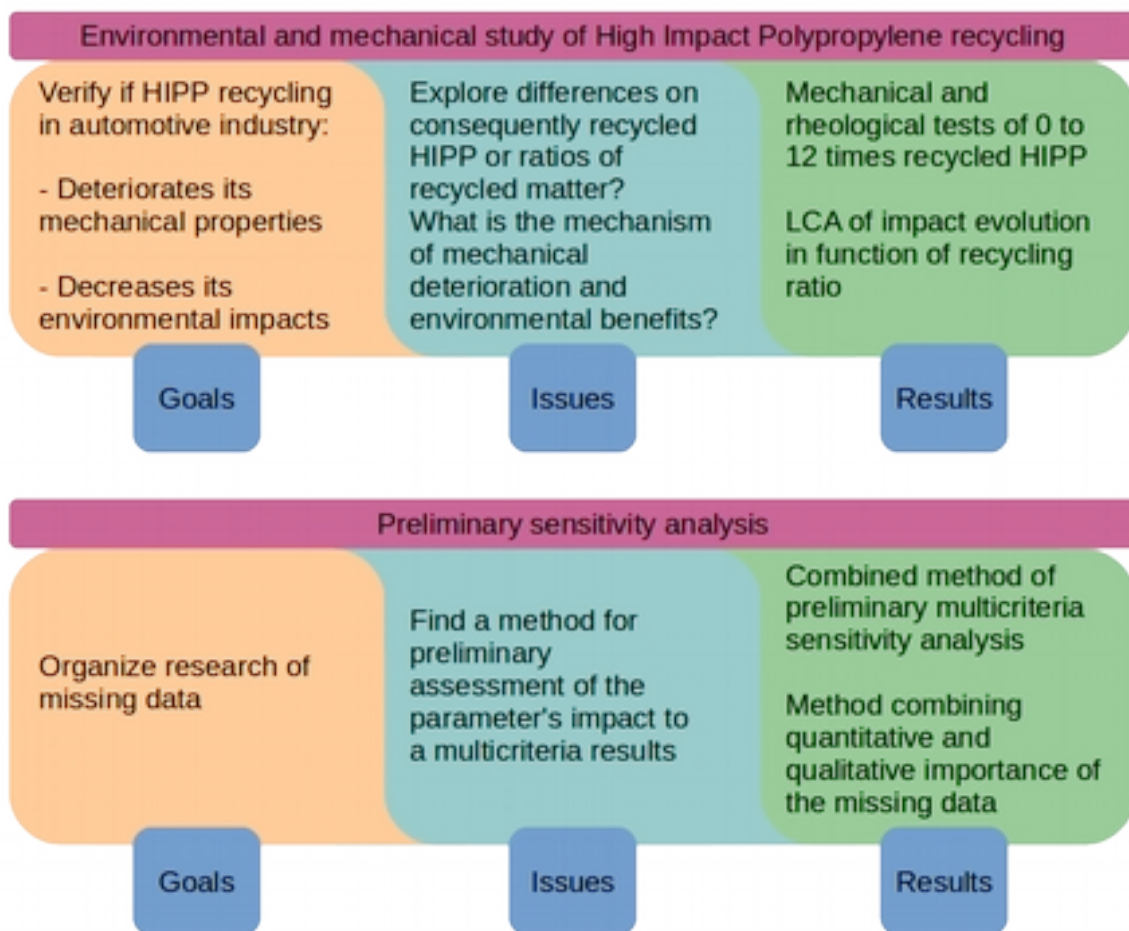 Environmental and mechanical study of High Impact Polypropylene recycling
Verify if HIPP recycling
in automotive industry:
- Deteriorates its
mechanical properties
- Decreases its
environmental impacts
Goals
Explore differences on
consequently recycled
HIPP or ratios of
recycled matter?
What is the mechanism
of mechanical
deterioration and
environmental benefits?
Issues
Mechanical and
rheological tests of 0 to
12 times recycled HIPP
LCA of impact evolution
in function of recycling
ratio
Results
Preliminary sensitivity analysis
Organize research of
missing data
Goals
Find a method for
preliminary
assessment of the
parameter's impact to
a multicriteria results
Issues
Combined method of
preliminary multicriteria
sensitivity analysis
Method combining
quantitative and
qualitative importance of
the missing data
Results